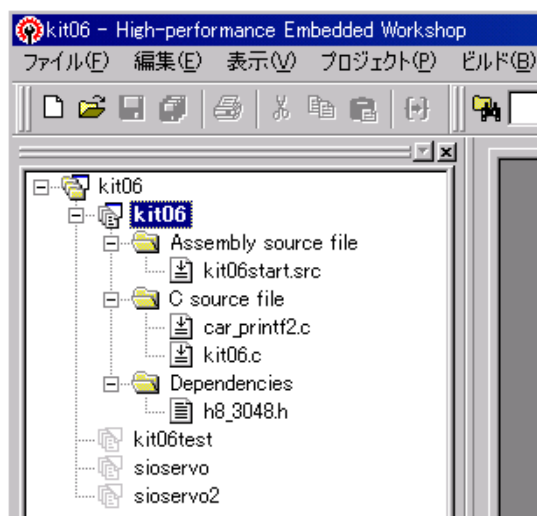 kit06 - High-performance Embedded Workshop
ファイル(F) 編集(E) 表示(V) プロジェクト(P) ビルド(B)
kit06
kit06
Assembly source file
kit06start.src
C source file
car_printf2.c
kit06.c
Dependencies
h8_3048.h
kit06test
sioservo
sioservo2